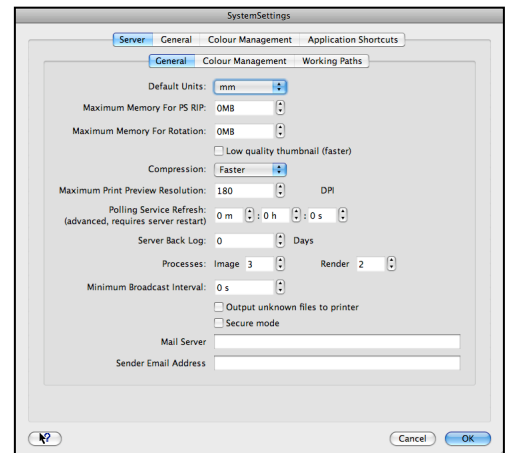 SystemSettings
Server General Colour Management Application Shortcuts
General Colour Management Working Paths
Default Units: mm
Maximum Memory For PS RIP: 0MB
Maximum Memory For Rotation: 0MB
Low quality thumbnail (faster)
Compression: Faster
Maximum Print Preview Resolution: 180 DPI
Polling Service Refresh:
(advanced, requires server restart) 0 m : 0 h : 0 s
Server Back Log: 0 Days
Processes: Image 3 Render 2
Minimum Broadcast Interval: 0 s
Output unknown files to printer
Secure mode
Mail Server
Sender Email Address
? Cancel OK